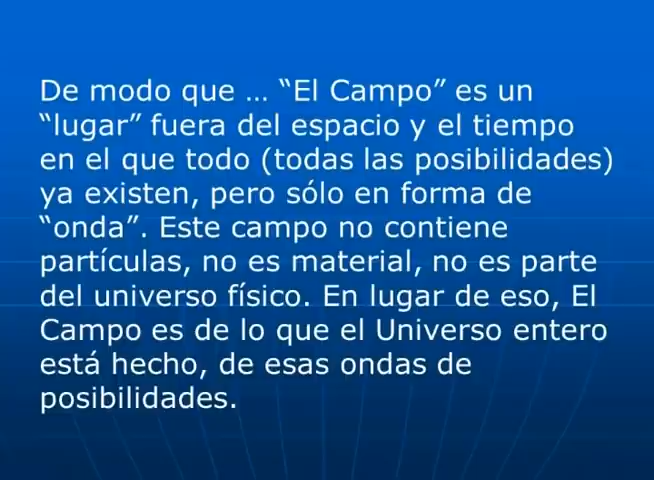 De modo que … “El Campo” es un
“lugar” fuera del espacio y el tiempo
en el que todo (todas las posibilidades)
ya existen, pero sólo en forma de
“onda”. Este campo no contiene
partículas, no es material, no es parte
del universo físico. En lugar de eso, El
Campo es de lo que el Universo entero
está hecho, de esas ondas de
posibilidades.